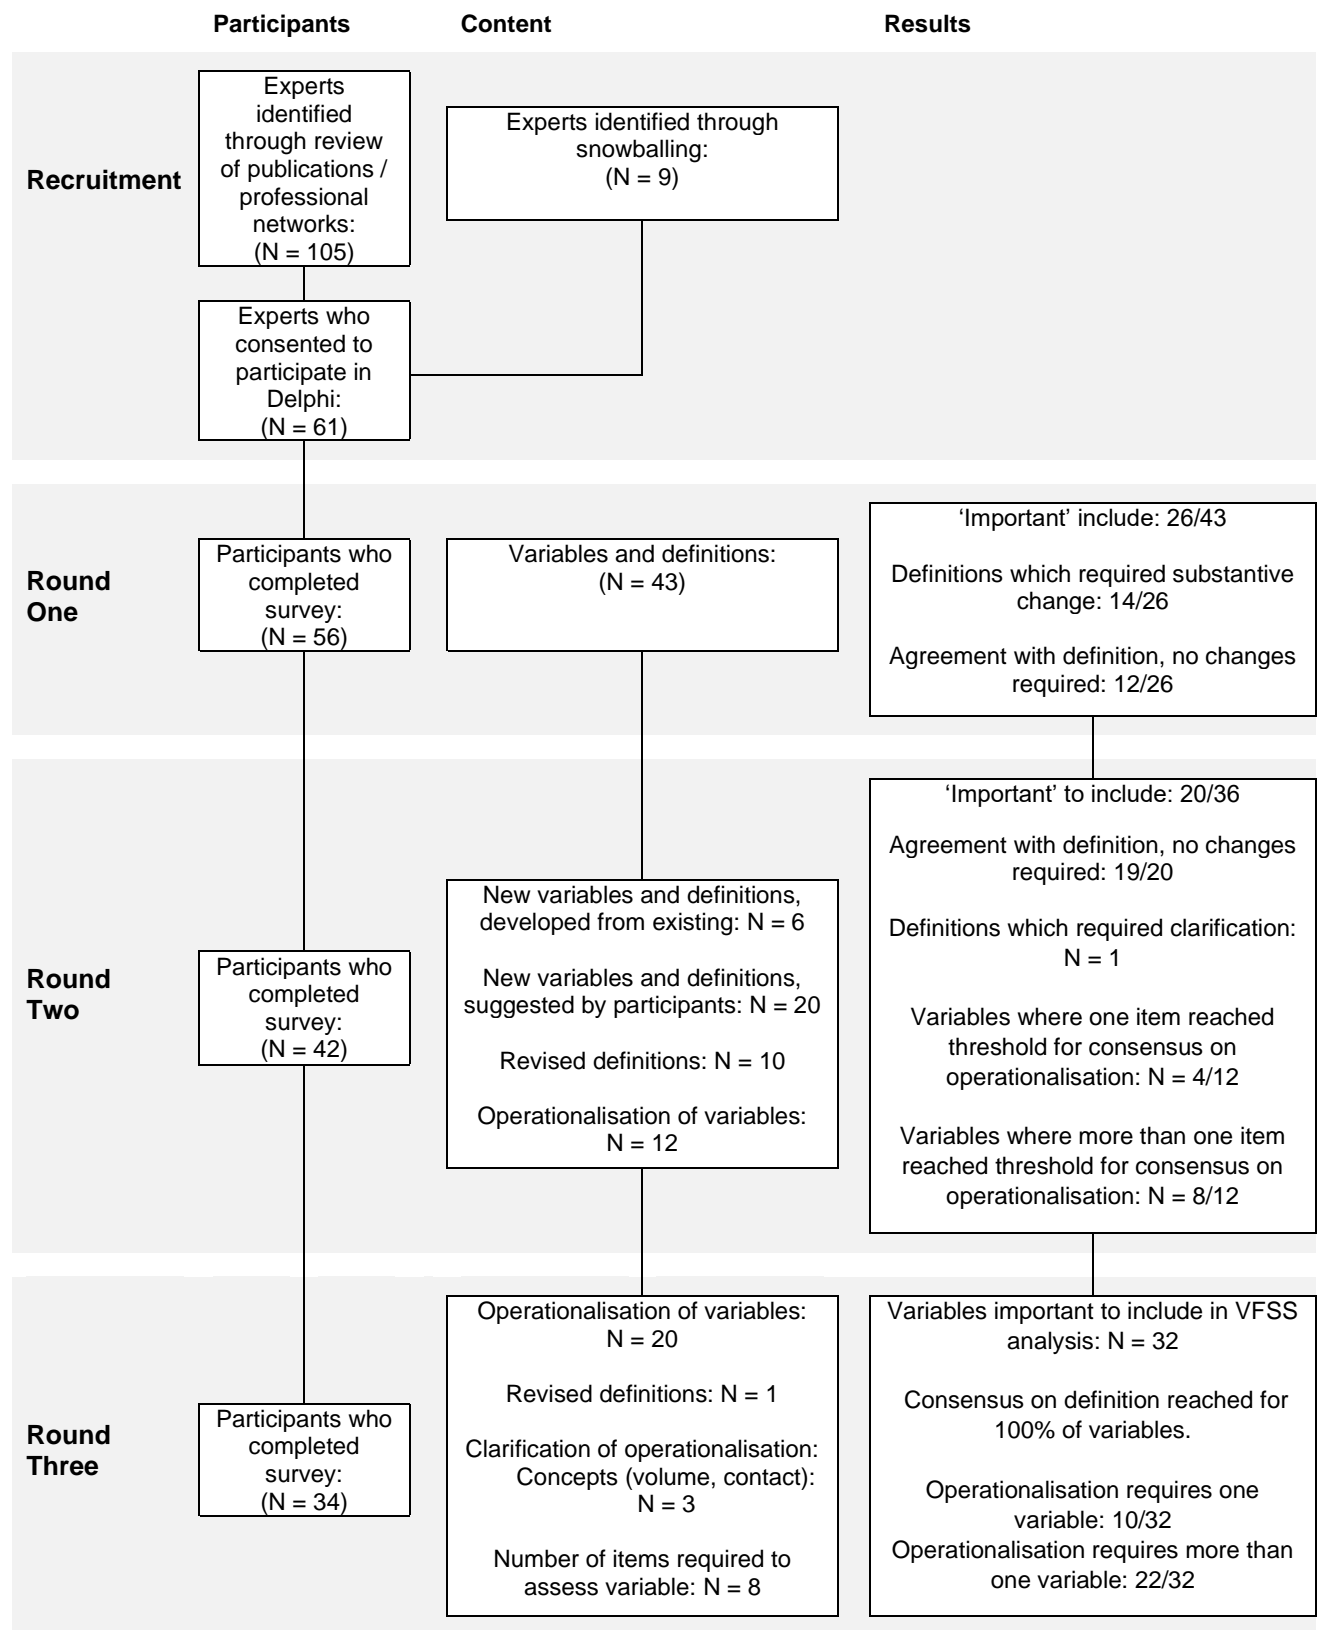 Participants
Content
Results
Recruitment
Experts
identified
through review
of publications /
professional
networks:
(N = 105)
Experts identified through
snowballing:
(N = 9)
Experts who
consented to
participate in
Delphi:
(N = 61)
Round
One
Participants who
completed
survey:
(N = 56)
Variables and definitions:
(N = 43)
‘Important’ include: 26/43
Definitions which required substantive
change: 14/26
Agreement with definition, no changes
required: 12/26
Round
Two
Participants who
completed
survey:
(N = 42)
New variables and definitions,
developed from existing: N = 6
New variables and definitions,
suggested by participants: N = 20
Revised definitions: N = 10
Operationalisation of variables:
N = 12
‘Important’ to include: 20/36
Agreement with definition, no changes
required: 19/20
Definitions which required clarification:
N = 1
Variables where one item reached
threshold for consensus on
operationalisation: N = 4/12
Variables where more than one item
reached threshold for consensus on
operationalisation: N = 8/12
Round
Three
Participants who
completed
survey:
(N = 34)
Operationalisation of variables:
N = 20
Revised definitions: N = 1
Clarification of operationalisation:
Concepts (volume, contact):
N = 3
Number of items required to
assess variable: N = 8
Variables important to include in VFSS
analysis: N = 32
Consensus on definition reached for
100% of variables.
Operationalisation requires one
variable: 10/32
Operationalisation requires more than
one variable: 22/32